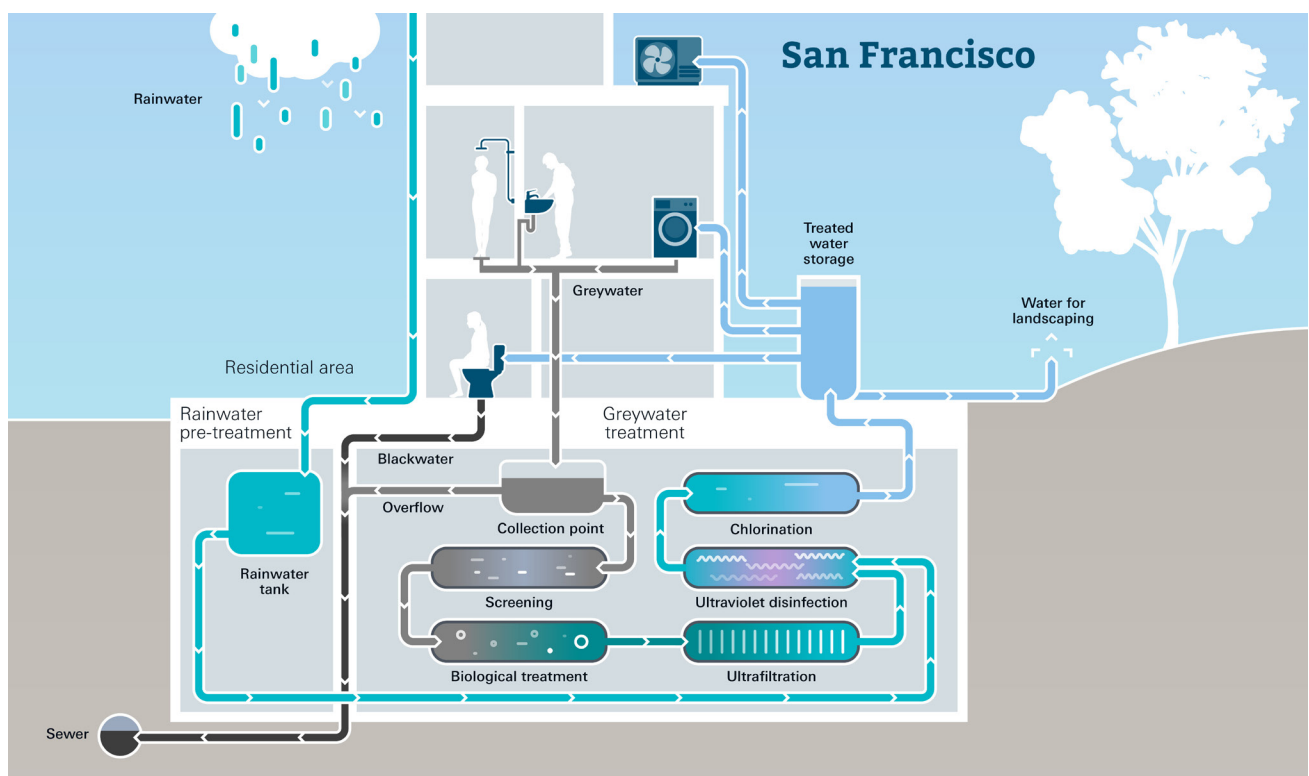 San Francisco
Rainwater
Treated
water
storage
Greywater
Water for
landscaping
Residential area
Rainwater
pre-treatment
Greywater
treatment
Blackwater
Overflow
Collection point
Chlorination
Rainwater
tank
Screening
Ultraviolet disinfection
Biological treatment
Ultrafiltration
Sewer